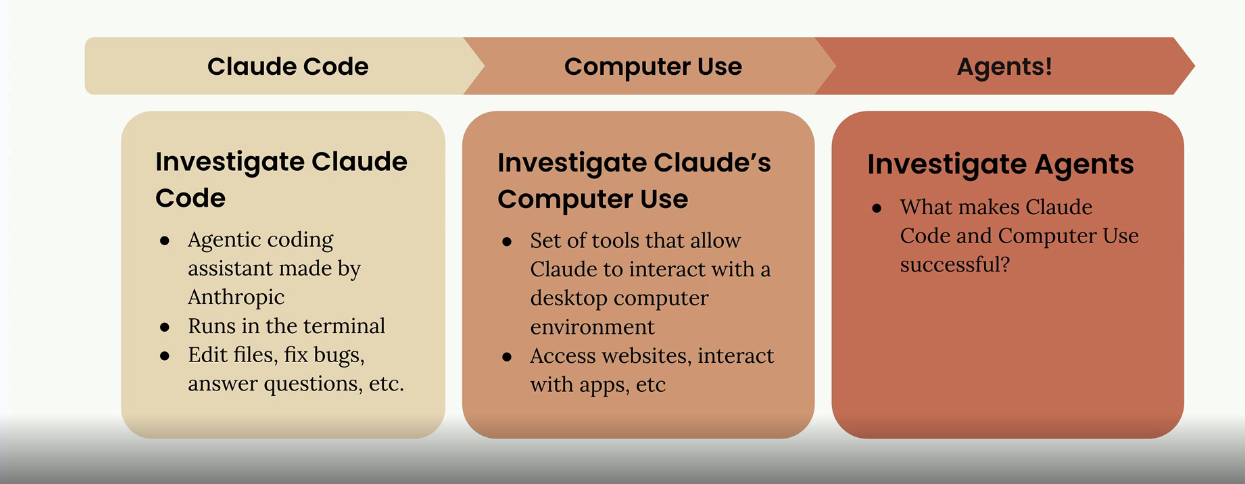 Claude Code
Computer Use
Agents!
Investigate Claude
Code
● Agentic coding
assistant made by
Anthropic
● Runs in the terminal
● Edit files, fix bugs,
answer questions, etc.
Investigate Claude’s
Computer Use
● Set of tools that allow
Claude to interact with a
desktop computer
environment
● Access websites, interact
with apps, etc
Investigate Agents
● What makes Claude
Code and Computer Use
successful?